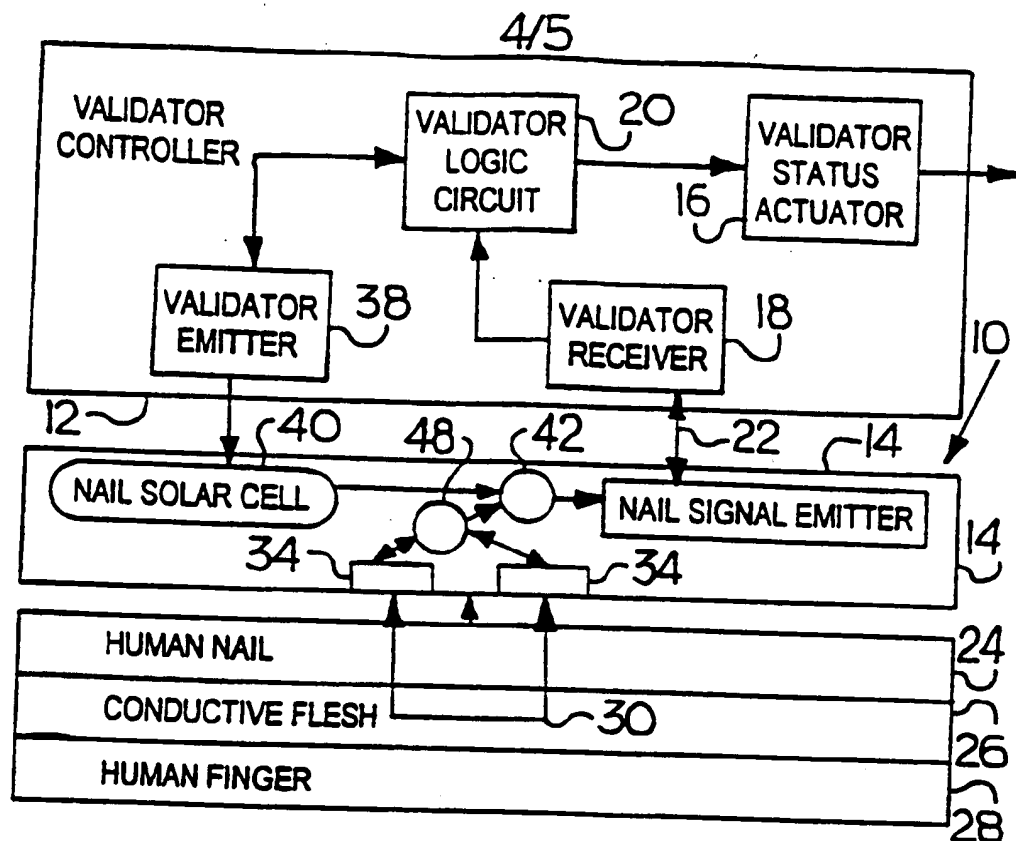 4/5
VALIDATOR
CONTROLLER
VALIDATOR
LOGIC
CIRCUIT
20
VALIDATOR
STATUS
ACTUATOR
16
VALIDATOR
EMITTER
38
VALIDATOR
RECEIVER
18
10
12
40
48
42
22
14
NAIL SOLAR CELL
NAIL SIGNAL EMITTER
34
34
14
HUMAN NAIL
24
CONDUCTIVE FLESH
30
26
HUMAN FINGER
28